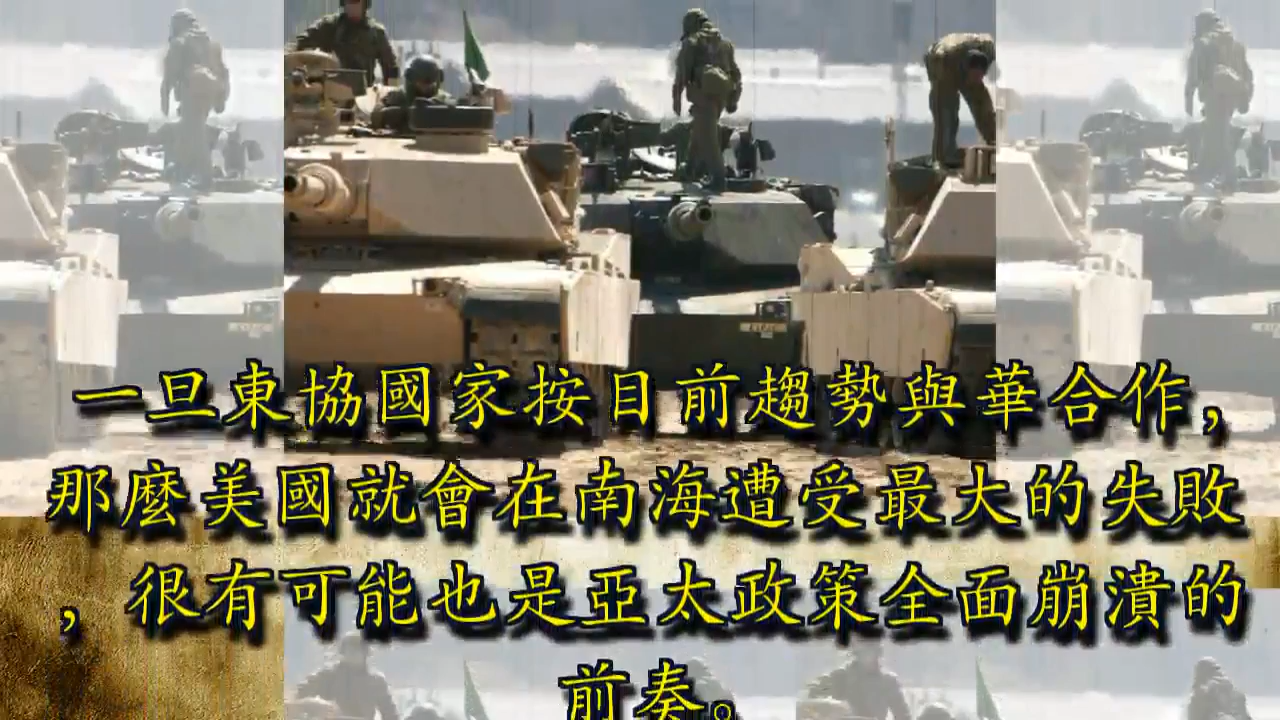 一旦東協國家按目前趨勢與華合作，
那麼美國就會在南海遭受最大的失敗
，很有可能也是亞太政策全面崩潰的
前奏。